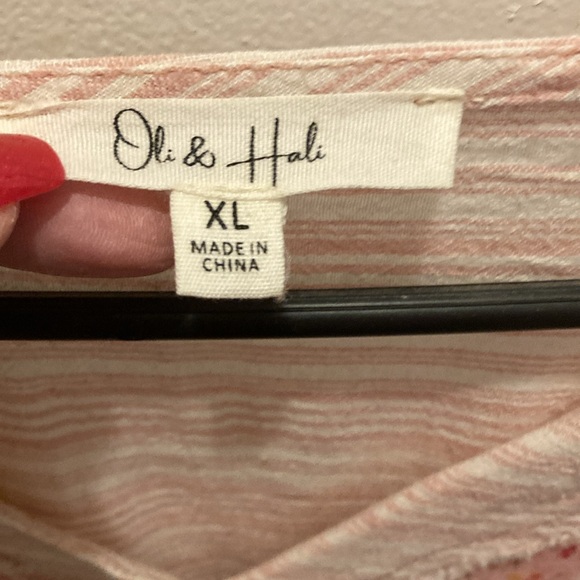 Oli & Hali
XL
MADE IN
CHINA